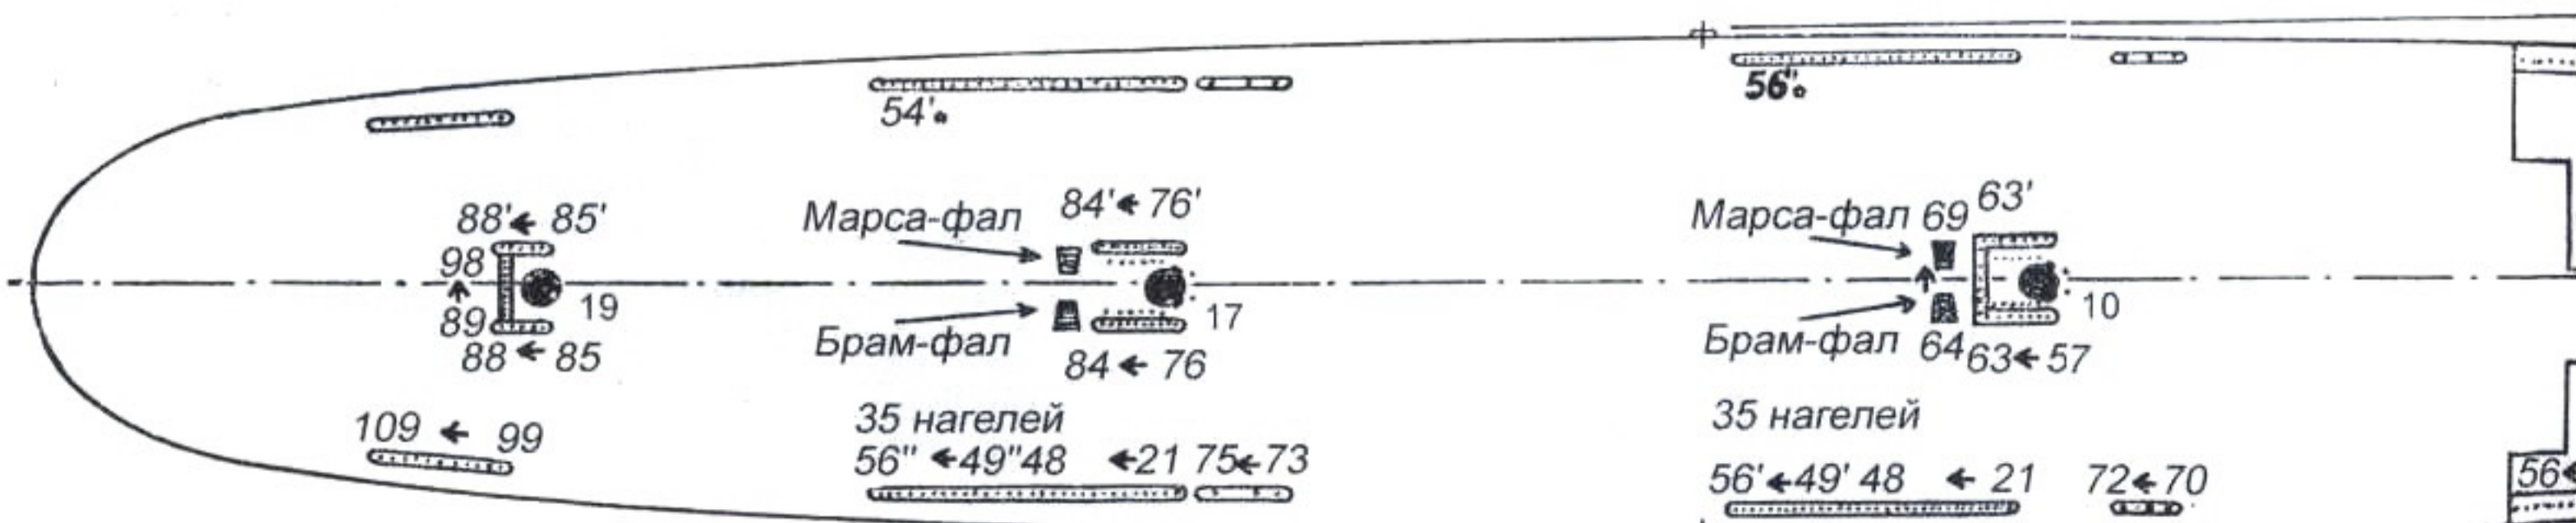 56".
54'.
Марса-фал 84'←76'
Марса-фал 69 63'
88'← 85'
98
↑
89
19
17
10
88 ← 85
Брам-фал
84 ← 76
Брам-фал 64 63←57
109 ← 99
35 нагелей
56" ←49"48 ←21 75←73
35 нагелей
56'←49' 48 ← 21 72←70
56←